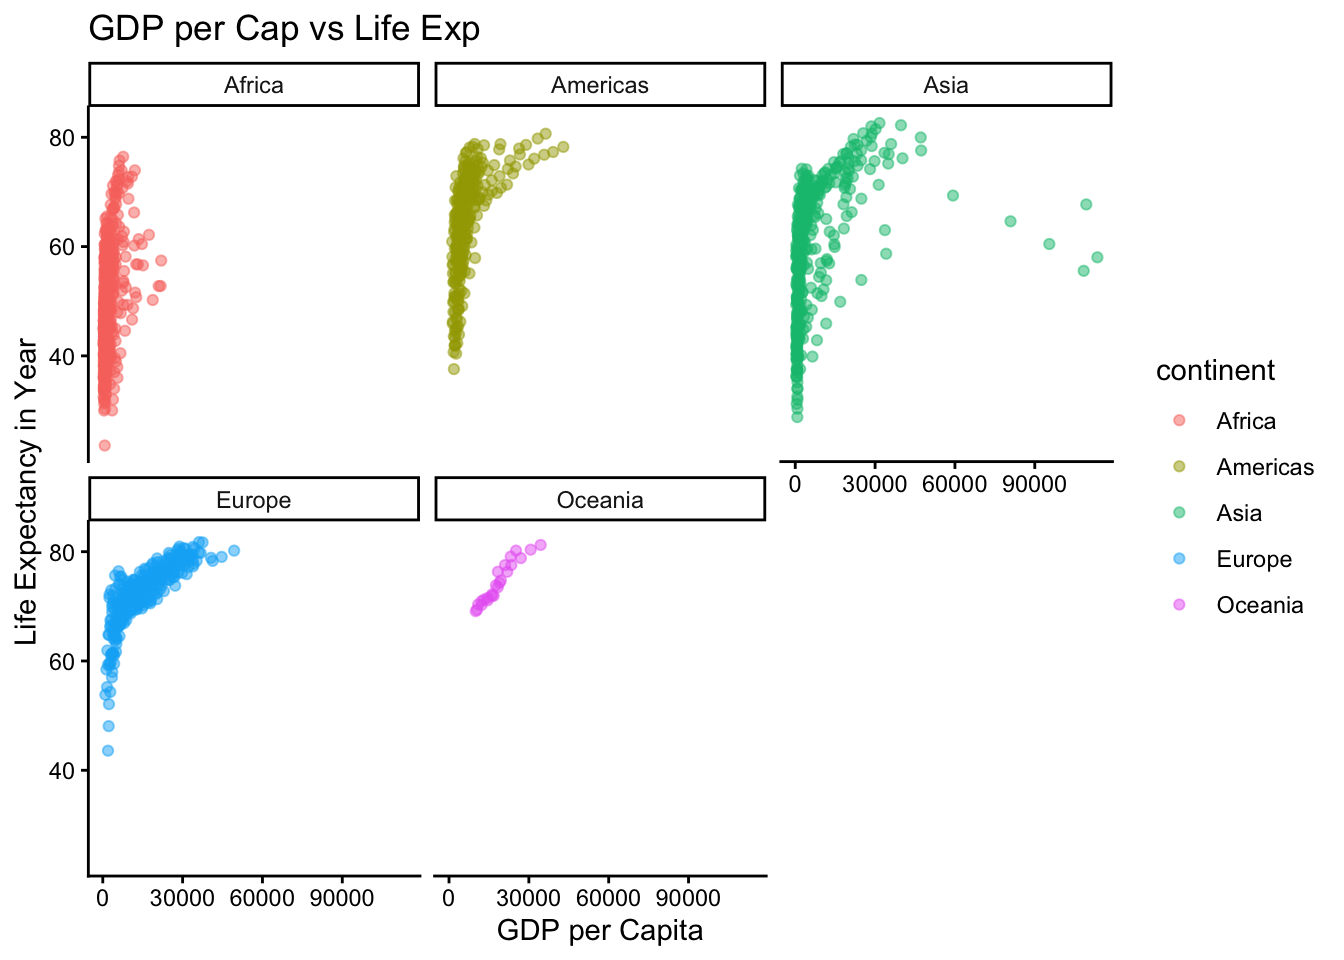 GDP per Cap vs Life Exp
Africa
Americas
Asia
80
60
40
0 30000 60000 90000
Europe
Oceania
80
60
40
0 30000 60000 90000
0 30000 60000 90000
GDP per Capita
Life Expectancy in Year
continent
Africa
Americas
Asia
Europe
Oceania